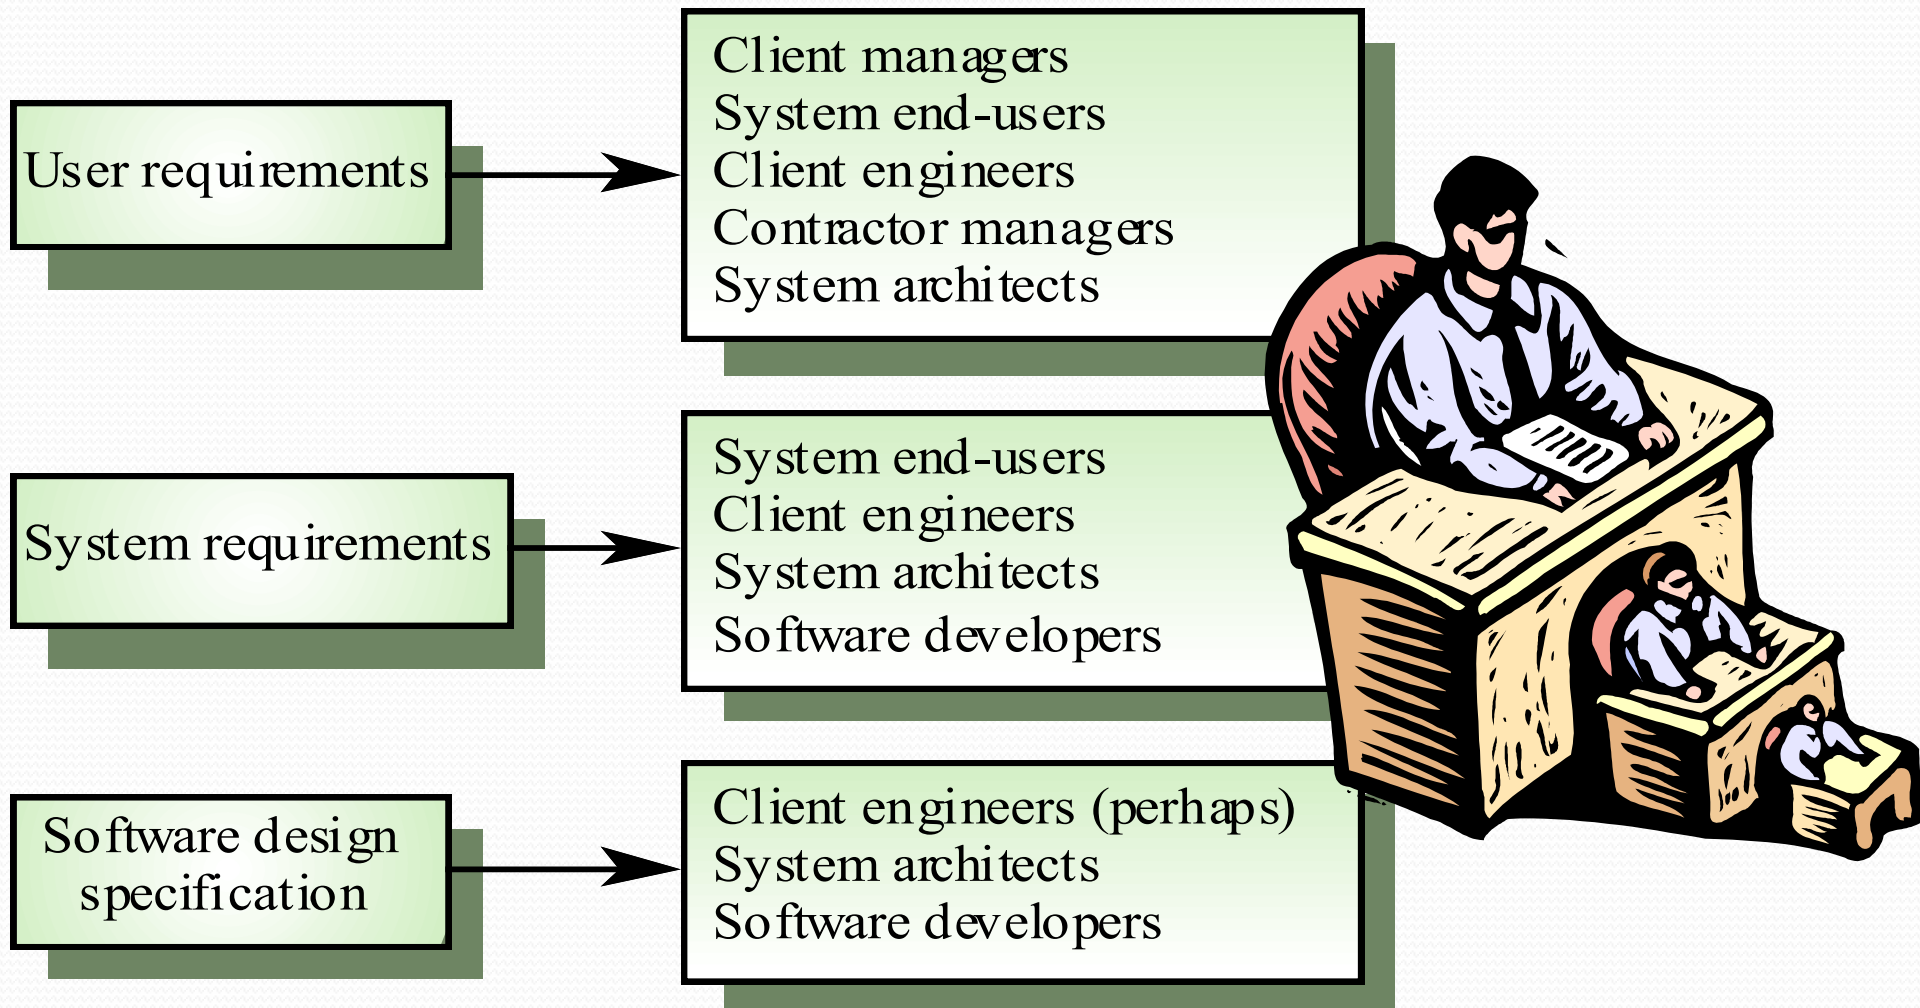 User requirements
Client managers
System end-users
Client engineers
Contractor managers
System architects
System requirements
System end-users
Client engineers
System architects
Software developers
Software design
specification
Client engineers (perhaps)
System architects
Software developers